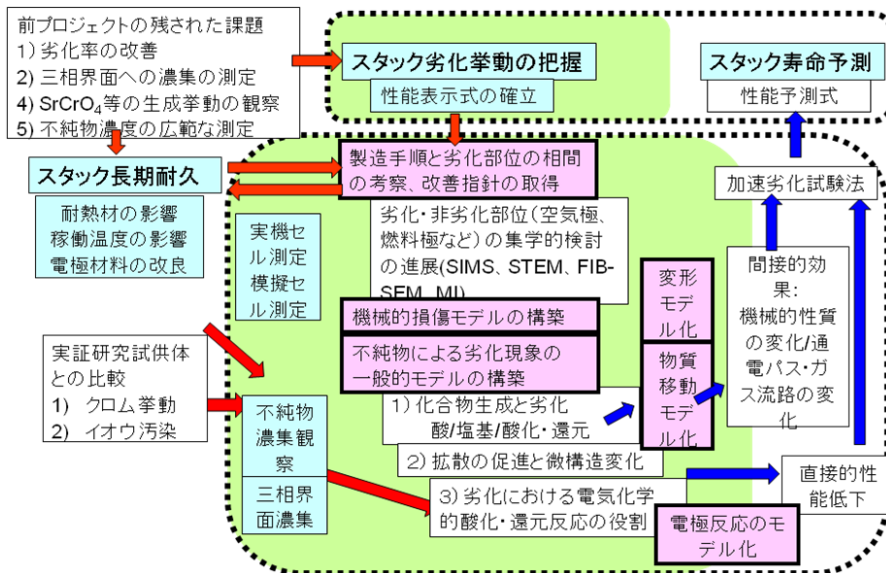 前プロジェクトの残された課題
1) 劣化率の改善
2) 三相界面への濃集の測定
4) SrCrO₄等の生成挙動の観察
5) 不純物濃度の広範な測定
スタック劣化挙動の把握
性能表示式の確立
スタック寿命予測
性能予測式
スタック長期耐久
耐熱材の影響
稼働温度の影響
電極材料の改良
製造手順と劣化部位の相間
の考察、改善指針の取得
加速劣化試験法
実機セ
ル測定
模擬セ
ル測定
劣化・非劣化部位(空気極、
燃料極など)の集学的検討
の進展(SIMS、STEM、FIB-
SEM、MI)
機械的損傷モデルの構築
不純物による劣化現象の
一般的モデルの構築
変形
モデ
ル化
物質
移動
モデ
ル化
間接的効
果:
機械的性質
の変化/通
電パス・ガ
ス流路の変
化
実証研究試供体
との比較
1) クロム挙動
2) イオウ汚染
不純物
濃集観
察
三相界
面濃集
1) 化合物生成と劣化
酸/塩基/酸化・還元
2) 拡散の促進と微構造変化
3) 劣化における電気化学
的酸化・還元反応の役割
電極反応のモ
デル化
直接的性
能低下